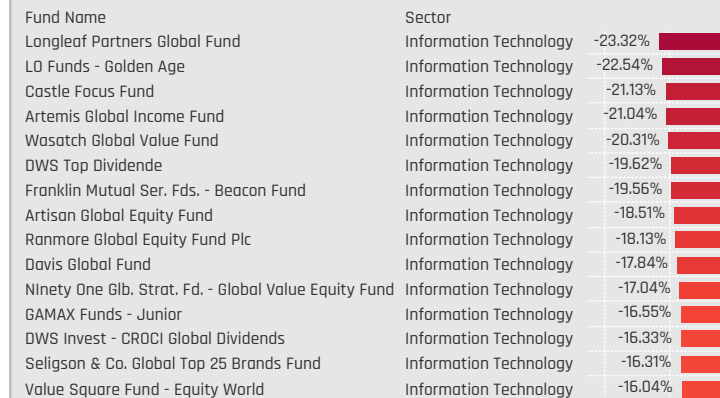 Fund Name Sector
Longleaf Partners Global Fund Information Technology -23.32%
LO Funds - Golden Age Information Technology -22.54%
Castle Focus Fund Information Technology -21.13%
Artemis Global Income Fund Information Technology -21.04%
Wasatch Global Value Fund Information Technology -20.31%
DWS Top Dividende Information Technology -19.62%
Franklin Mutual Ser. Fds. - Beacon Fund Information Technology -19.56%
Artisan Global Equity Fund Information Technology -18.51%
Ranmore Global Equity Fund Plc Information Technology -18.13%
Davis Global Fund Information Technology -17.84%
NInety One Glb. Strat. Fd. - Global Value Equity Fund Information Technology -17.04%
GAMAX Funds - Junior Information Technology -16.55%
DWS Invest - CROCI Global Dividends Information Technology -16.33%
Seligson & Co. Global Top 25 Brands Fund Information Technology -16.31%
Value Square Fund - Equity World Information Technology -16.04%